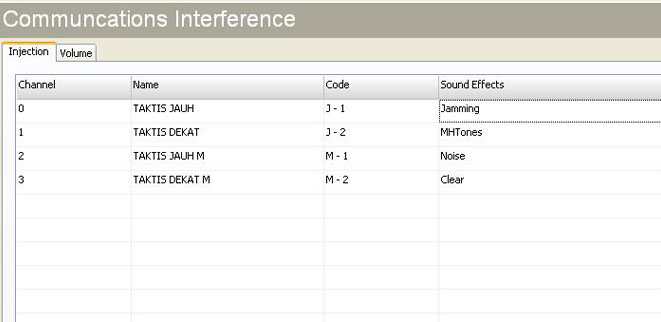 Communcations Interference
Injection Volume
Channel Name Code Sound Effects
0 TAKTIS JAUH J - 1 Jamming
1 TAKTIS DEKAT J - 2 MHTones
2 TAKTIS JAUH M M - 1 Noise
3 TAKTIS DEKAT M M - 2 Clear